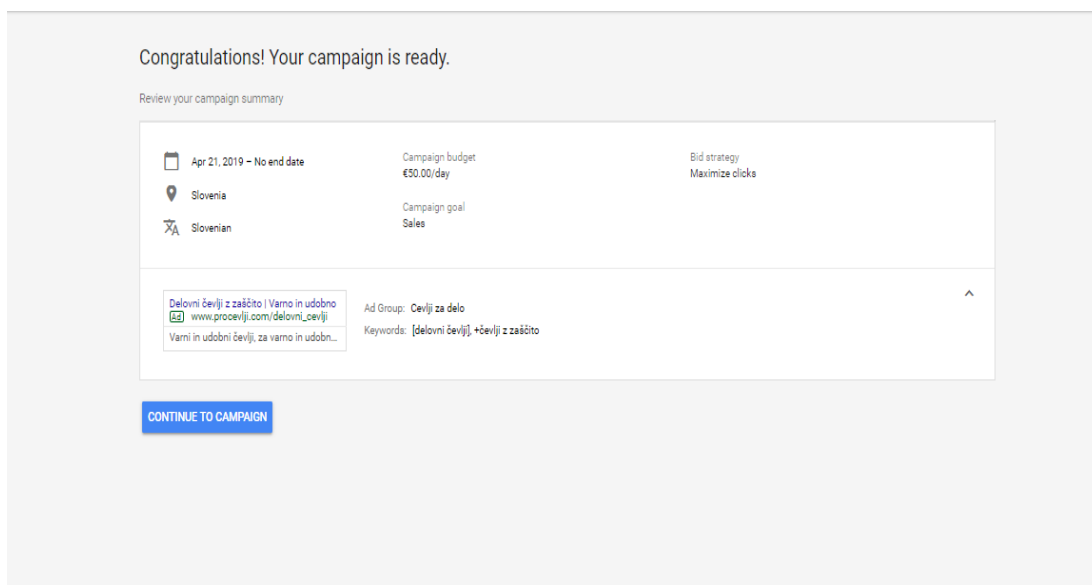 Congratulations! Your campaign is ready.
Review your campaign summary
Apr 21, 2019 – No end date
Slovenia
Slovenian
Campaign budget
€50.00/day
Campaign goal
Sales
Bid strategy
Maximize clicks
Delovni čevlji z zaščito | Varno in udobno
Ad www.procevlji.com/delovni_cevlji
Varni in udobni čevlji, za varno in udobn...
Ad Group: Cevlji za delo
Keywords: [delovni čevlji], +čevlji z zaščito
CONTINUE TO CAMPAIGN